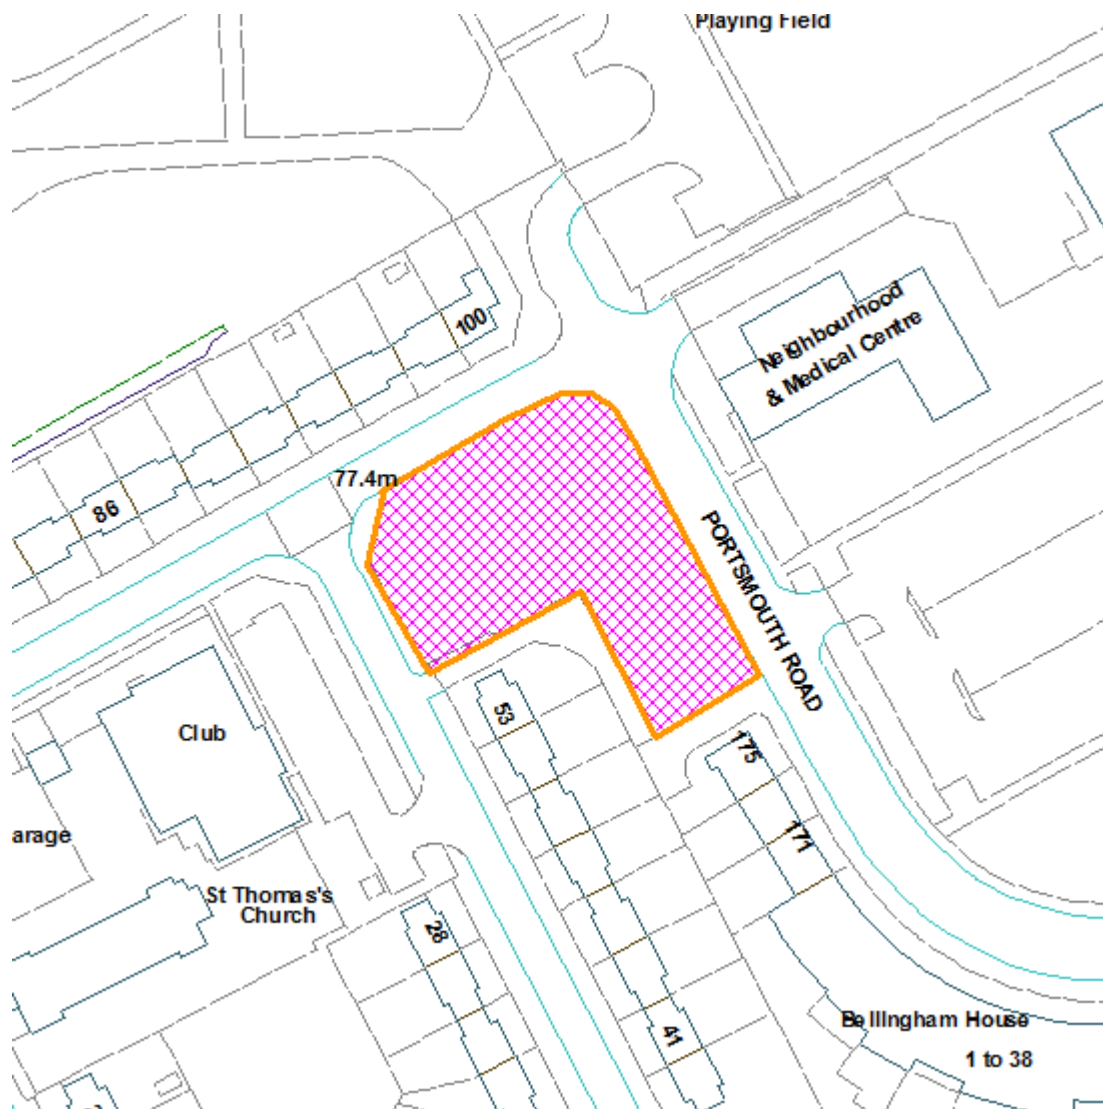 Playing Field
Neighbourhood
& Medical Centre
100
77.4m
86
PORTSMOUTH ROAD
53
Club
175
171
arage
St Thomas's
Church
28
41
Bellingham House
1 to 38